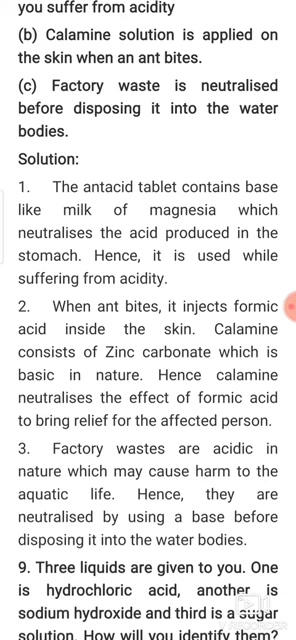 you suffer from acidity
(b) Calamine solution is applied on
the skin when an ant bites.
(c) Factory waste is neutralised
before disposing it into the water
bodies.
Solution:
1. The antacid tablet contains base
like milk of magnesia which
neutralises the acid produced in the
stomach. Hence, it is used while
suffering from acidity.
2. When ant bites, it injects formic
acid inside the skin. Calamine
consists of Zinc carbonate which is
basic in nature. Hence calamine
neutralises the effect of formic acid
to bring relief for the affected person.
3. Factory wastes are acidic in
nature which may cause harm to the
aquatic life. Hence, they are
neutralised by using a base before
disposing it into the water bodies.
9. Three liquids are given to you. One
is hydrochloric acid, another is
sodium hydroxide and third is a sugar
solution. How will you identify them?